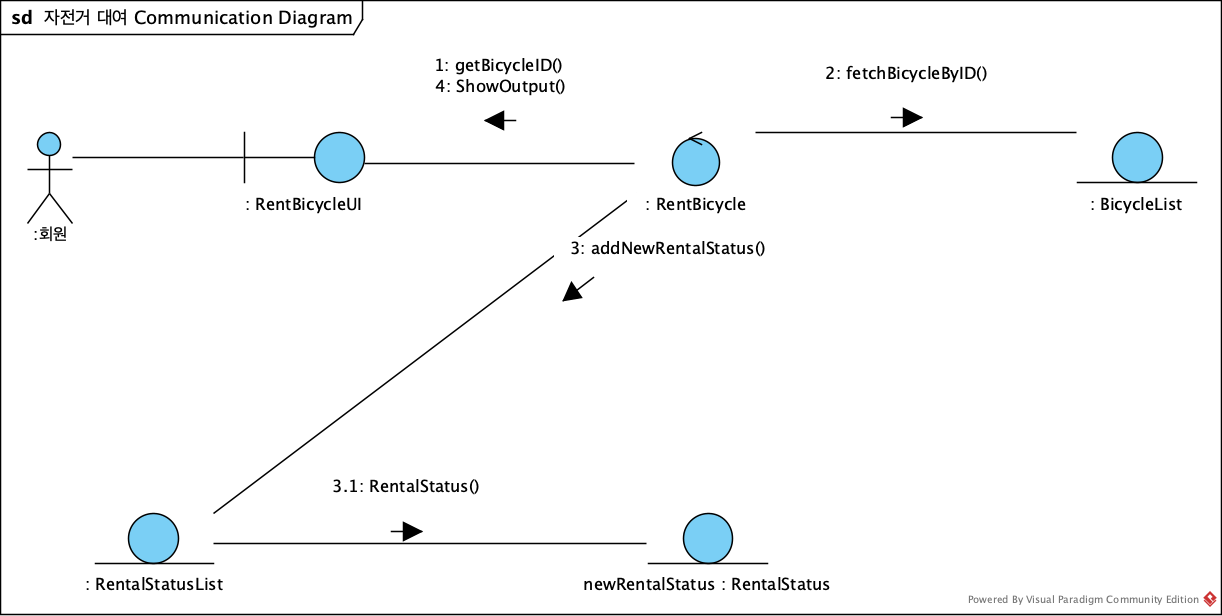 sd 자전거 대여 Communication Diagram
1: getBicycleID()
4: ShowOutput()
2: fetchBicycleByID()
: RentBicycleUI
: RentBicycle
: BicycleList
:회원
3: addNewRentalStatus()
3.1: RentalStatus()
: RentalStatusList
newRentalStatus : RentalStatus
Powered By Visual Paradigm Community Edition